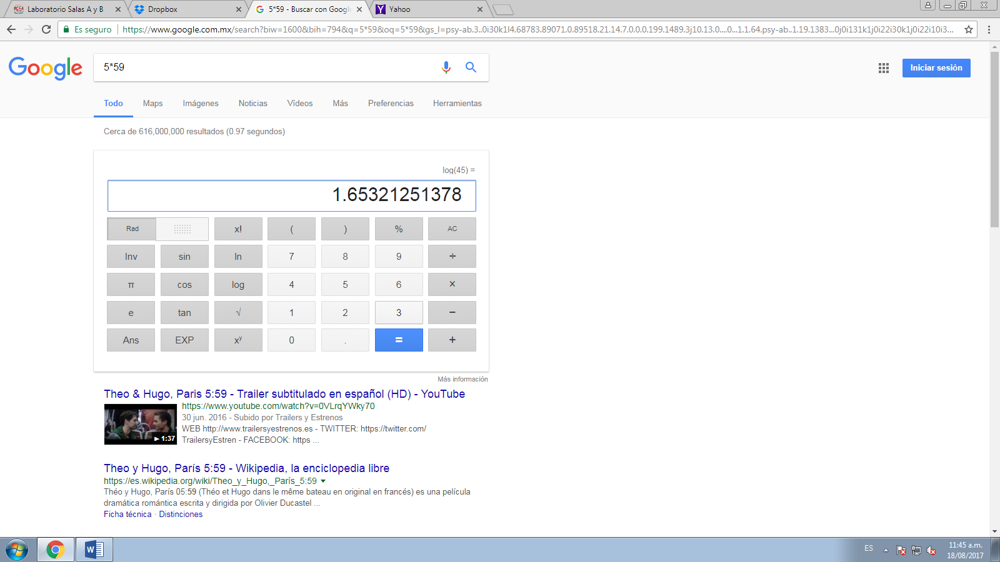 Laboratorio Salas A y B
Dropbox
5*59 - Buscar con Google
Yahoo
Es seguro
https://www.google.com.mx/search?biw=1600&bih=794&q=5*59&oq=5*59&gs_l=psy-ab.3..0i30k1l4.68783.89071.0.89518.21.14.7.0.0.0.199.1489.3j10.13.0....0...1.1.64.psy-ab..1.19.1383...0j0i131k1j0i22i30k1j0i22i10i3...
Google
5*59
Iniciar sesión
Todo
Maps
Imágenes
Noticias
Vídeos
Más
Preferencias
Herramientas
Cerca de 616,000,000 resultados (0.97 segundos)
log(45) =
1.65321251378
Rad x! ( ) % AC
Inv sin ln 7 8 9 ÷
π cos log 4 5 6 ×
e tan √ 1 2 3 −
Ans EXP xʸ 0 . = +
Más información
Theo & Hugo, Paris 5:59 - Trailer subtitulado en español (HD) - YouTube
https://www.youtube.com/watch?v=0VLrqYWky70
30 jun. 2016 - Subido por Trailers y Estrenos
WEB http://www.trailersyestrenos.es - TWITTER: https://twitter.com/
TrailersyEstren - FACEBOOK: https ...
1:37
Theo y Hugo, París 5:59 - Wikipedia, la enciclopedia libre
https://es.wikipedia.org/wiki/Theo_y_Hugo,_París_5:59
Théo y Hugo, París 05:59 (Théo et Hugo dans le même bateau en original en francés) es una película
dramática romántica escrita y dirigida por Olivier Ducastel ...
Ficha técnica · Distinciones
W
ES
11:45 a.m.
18/08/2017